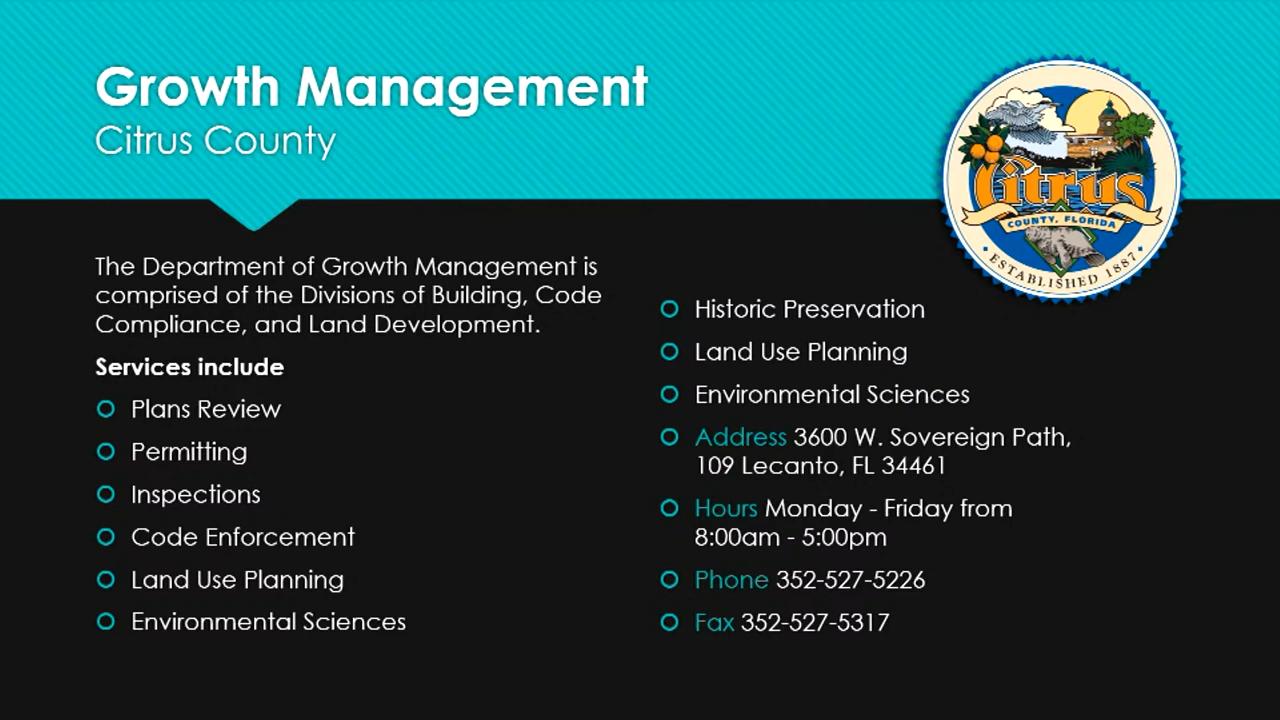 Growth Management
Citrus County
Citrus
COUNTY, FLORIDA
ESTABLISHED 1887
The Department of Growth Management is
comprised of the Divisions of Building, Code
Compliance, and Land Development.
Services include
Plans Review
Permitting
Inspections
Code Enforcement
Land Use Planning
Environmental Sciences
Historic Preservation
Land Use Planning
Environmental Sciences
Address 3600 W. Sovereign Path,
109 Lecanto, FL 34461
Hours Monday - Friday from
8:00am - 5:00pm
Phone 352-527-5226
Fax 352-527-5317